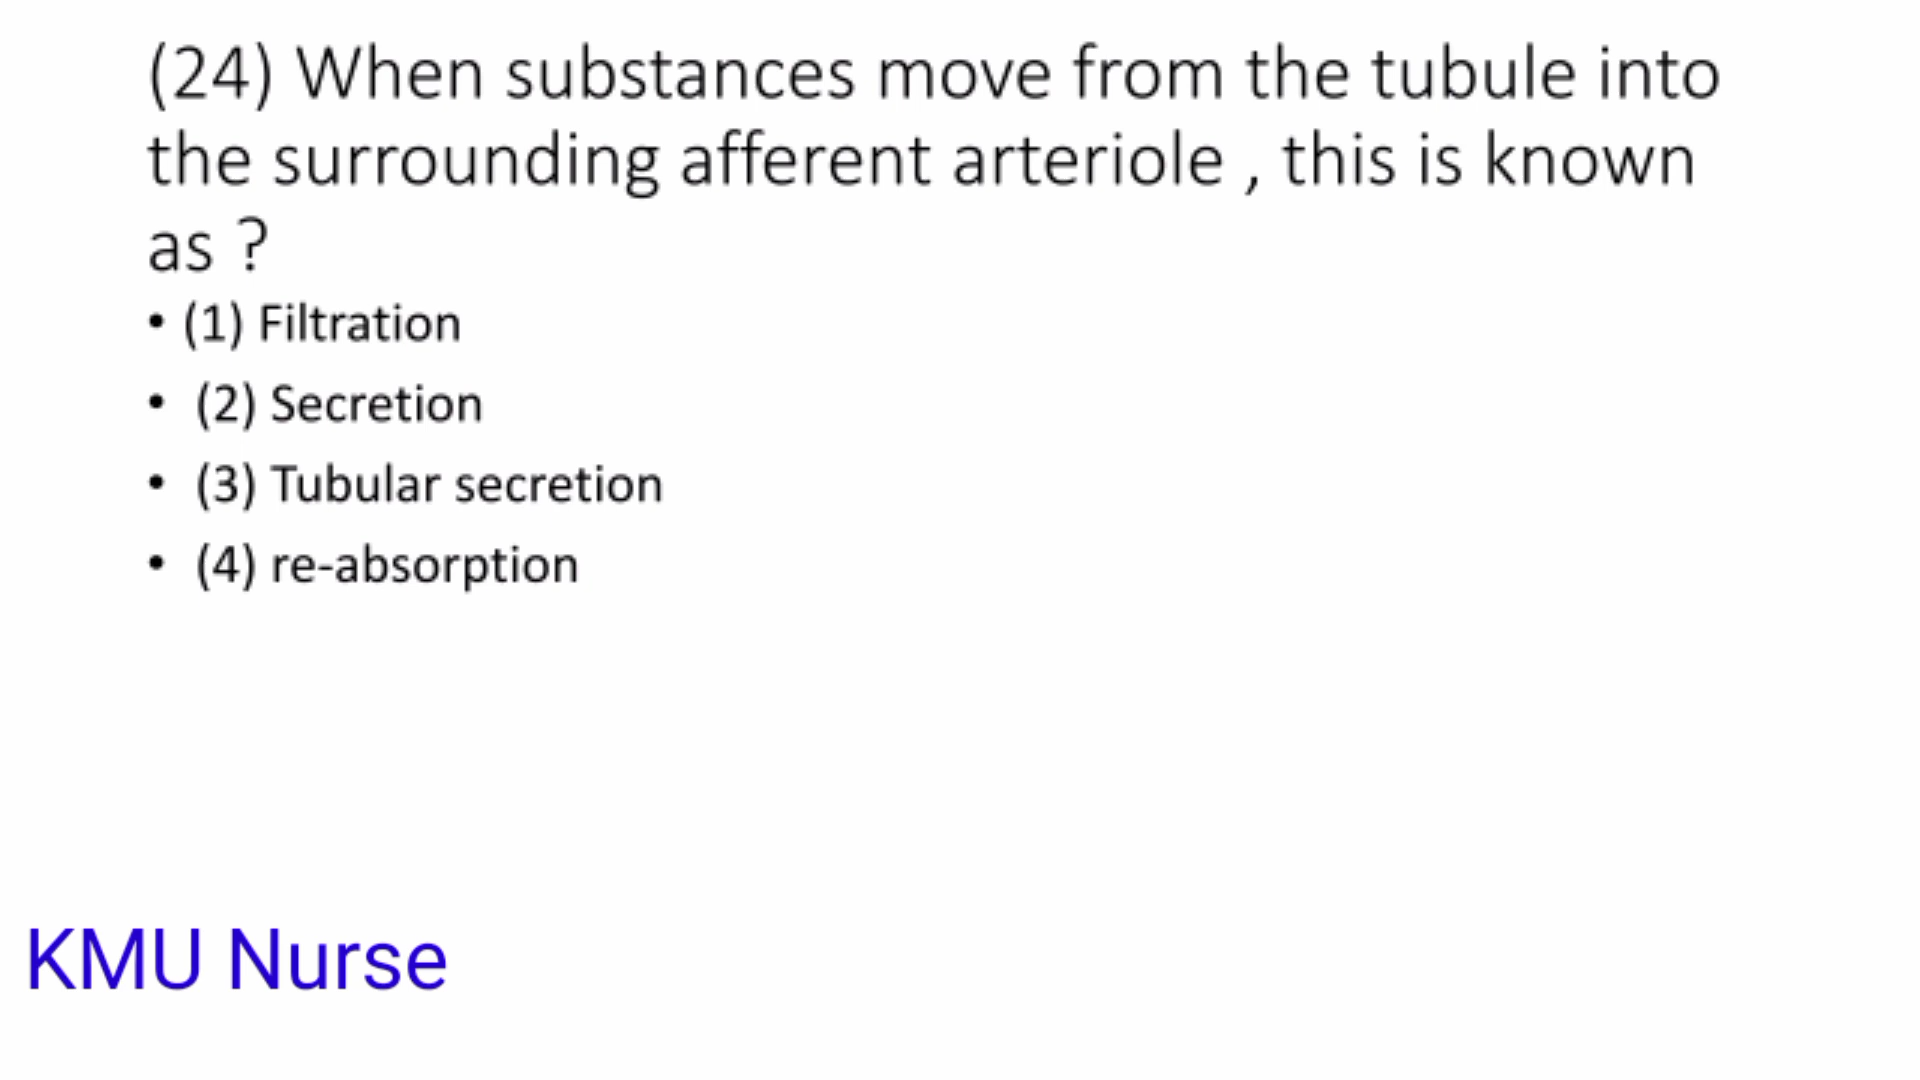 (24) When substances move from the tubule into
the surrounding afferent arteriole , this is known
as ?
• (1) Filtration
• (2) Secretion
• (3) Tubular secretion
• (4) re-absorption
KMU Nurse